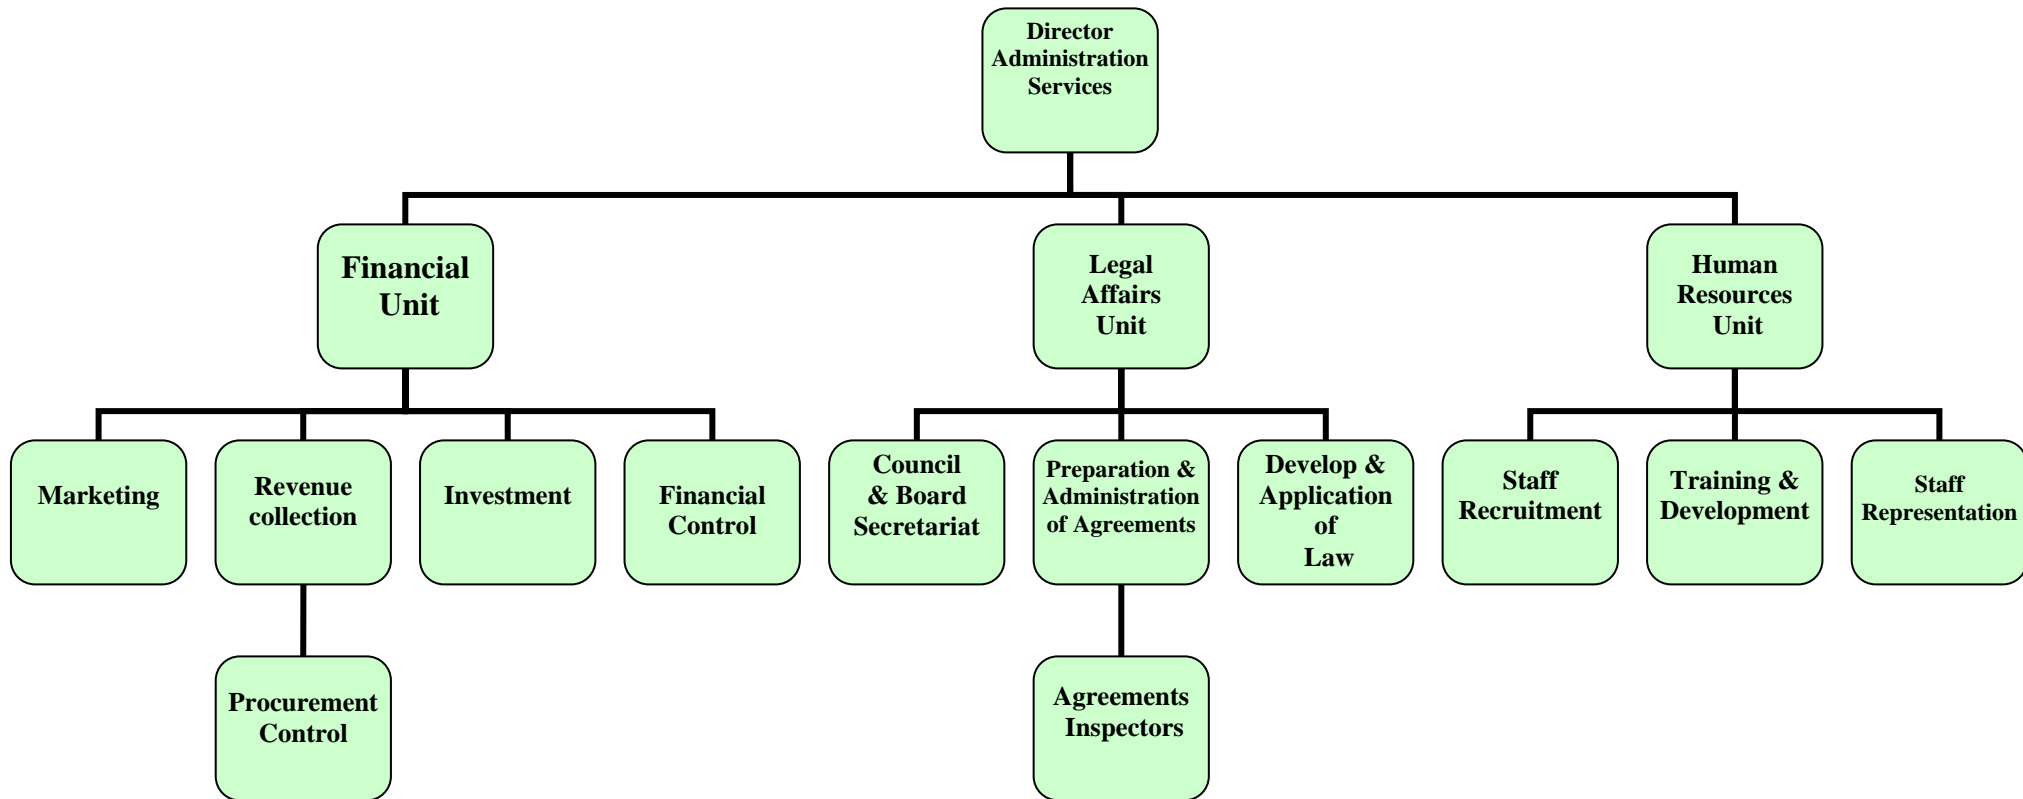 Director
Administration
Services
Financial
Unit
Legal
Affairs
Unit
Human
Resources
Unit
Marketing
Revenue
collection
Investment
Financial
Control
Council
& Board
Secretariat
Preparation &
Administration
of Agreements
Develop &
Application
of
Law
Staff
Recruitment
Training &
Development
Staff
Representation
Procurement
Control
Agreements
Inspectors